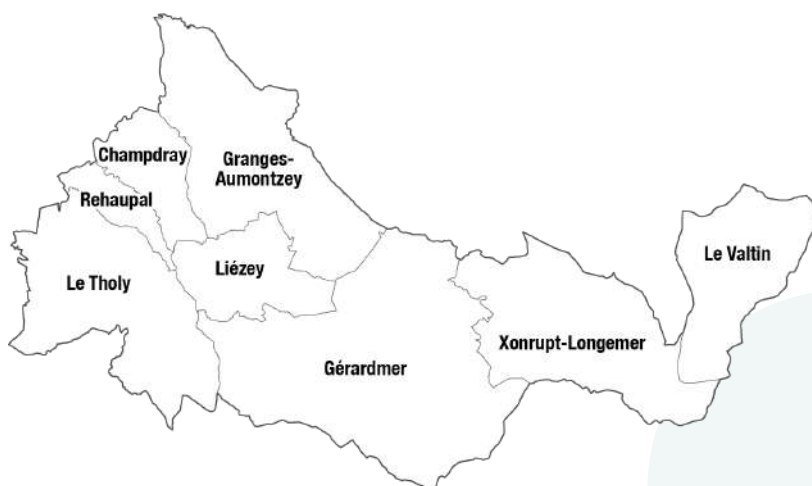 Champdray
Granges-
Aumontzey
Rehaupal
Le Tholy
Liézey
Le Valtin
Xonrupt-Longemer
Gérardmer